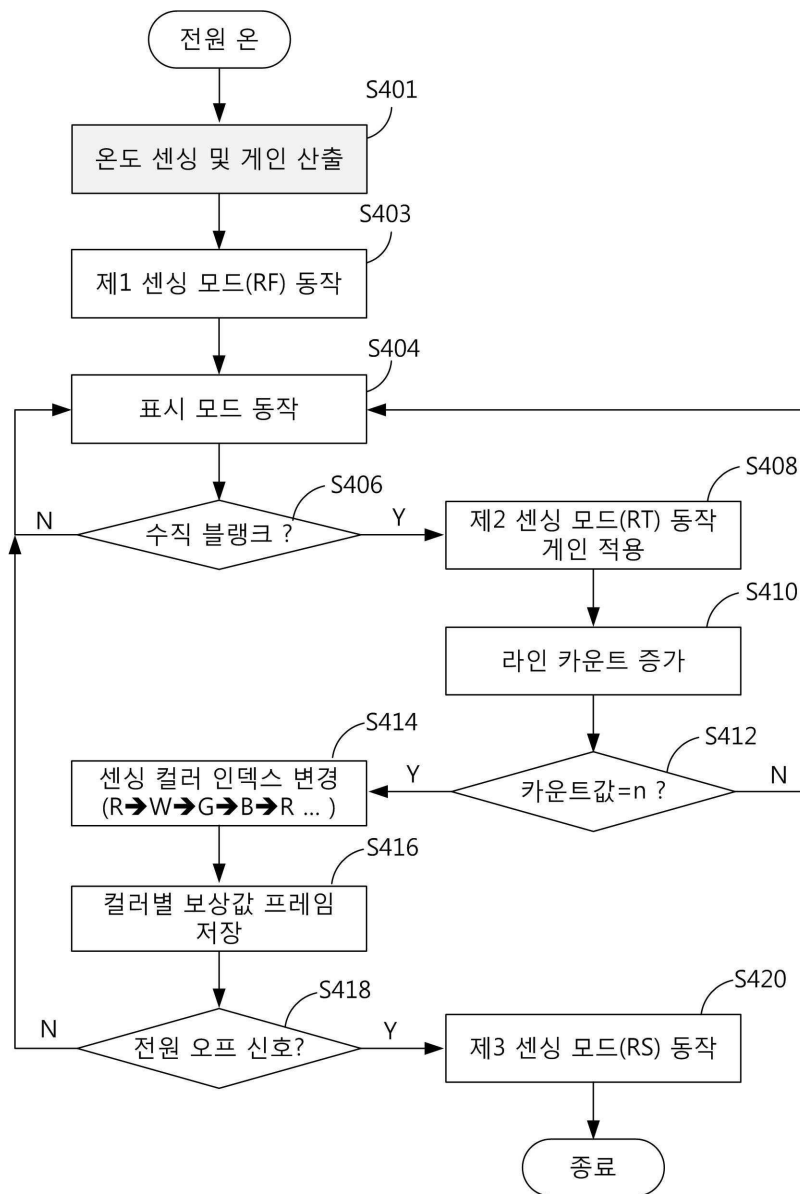 전원 온
S401
온도 센싱 및 게인 산출
S403
제1 센싱 모드(RF) 동작
S404
표시 모드 동작
S406
수직 블랭크 ?
N
Y
S408
제2 센싱 모드(RT) 동작
게인 적용
S410
라인 카운트 증가
S412
카운트값=n ?
Y
N
S414
센싱 컬러 인덱스 변경
(R➔W➔G➔B➔R ... )
S416
컬러별 보상값 프레임
저장
S418
전원 오프 신호?
N
Y
S420
제3 센싱 모드(RS) 동작
종료